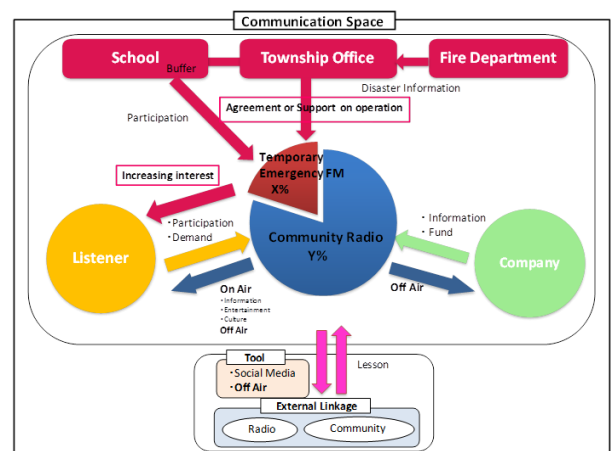 Communication Space
School
Township Office
Fire Department
Buffer
Disaster Information
Agreement or Support on operation
Participation
Temporary
Emergency FM
X%
Increasing interest
・Participation
・Demand
・Information
・Fund
Listener
Community Radio
Y%
Company
On Air
・Information
・Entertainment
・Culture
Off Air
Off Air
Tool
・Social Media
・Off Air
Lesson
External Linkage
Radio
Community